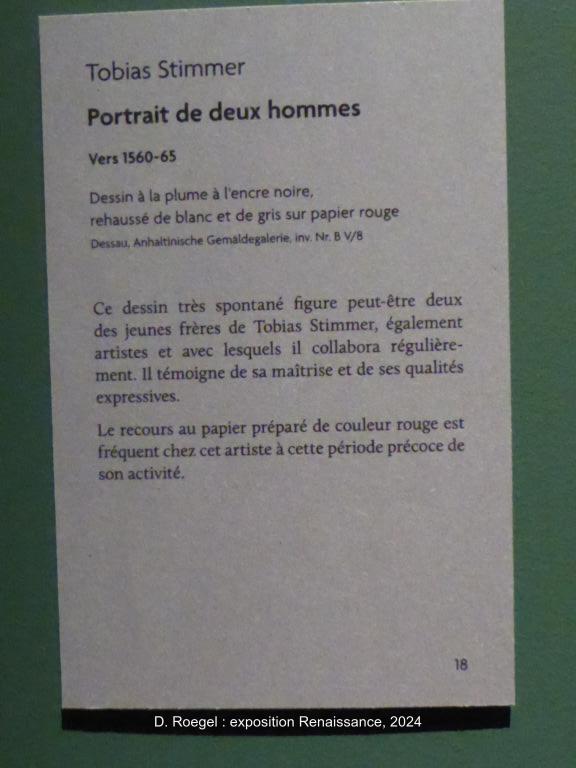 Tobias Stimmer
Portrait de deux hommes
Vers 1560-65
Dessin à la plume à l'encre noire,
rehaussé de blanc et de gris sur papier rouge
Dessau, Anhaltinische Gemäldegalerie, inv. Nr. B V/8
Ce dessin très spontané figure peut-être deux
des jeunes frères de Tobias Stimmer, également
artistes et avec lesquels il collabora régulière-
ment. Il témoigne de sa maîtrise et de ses qualités
expressives.
Le recours au papier préparé de couleur rouge est
fréquent chez cet artiste à cette période précoce de
son activité.
18
D. Roegel : exposition Renaissance, 2024